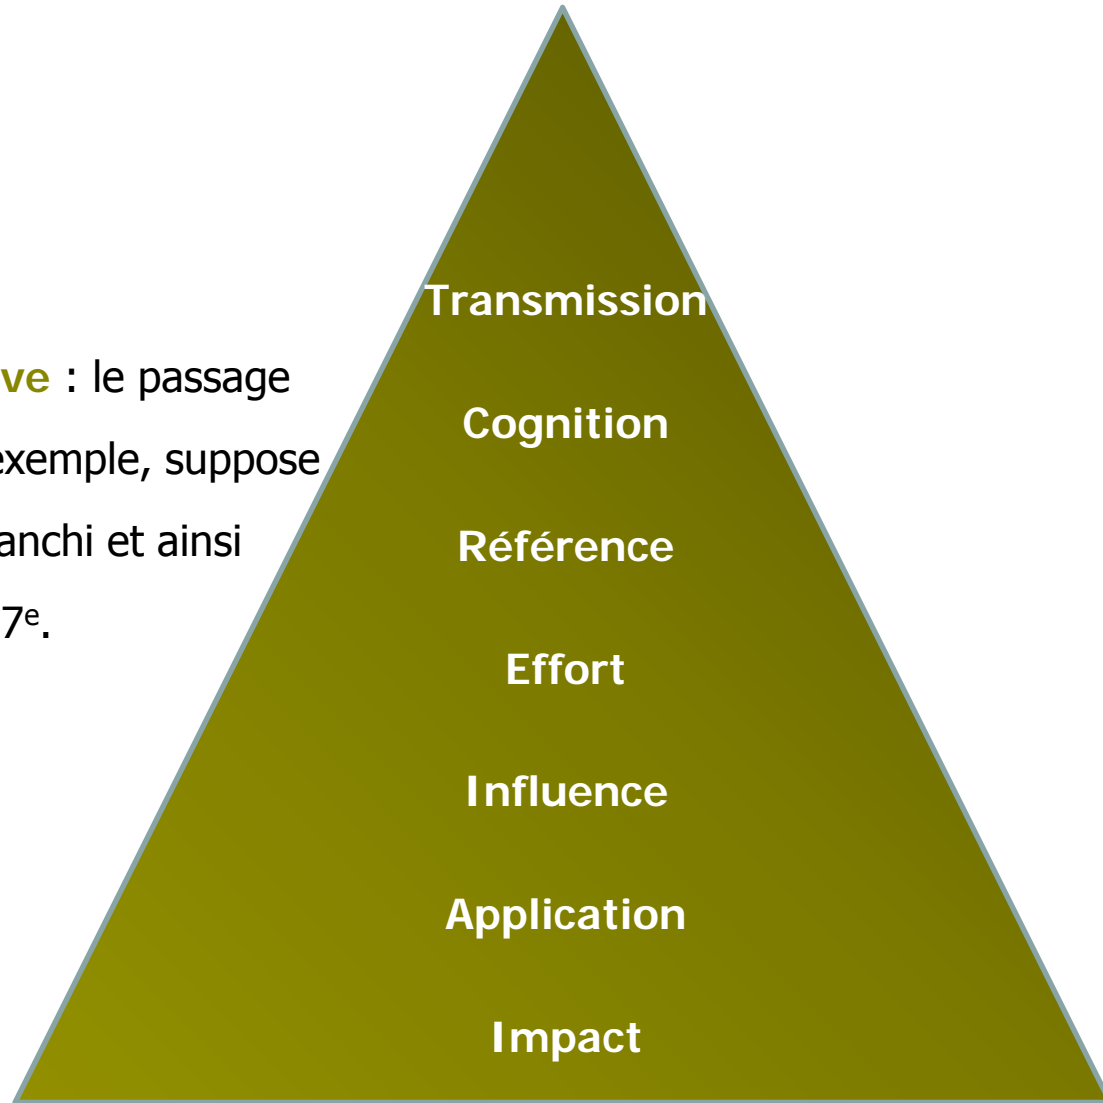 Transmission
ve : le passage
Cognition
exemple, suppose
Référence
anchi et ainsi
7e.
Effort
Influence
Application
Impact